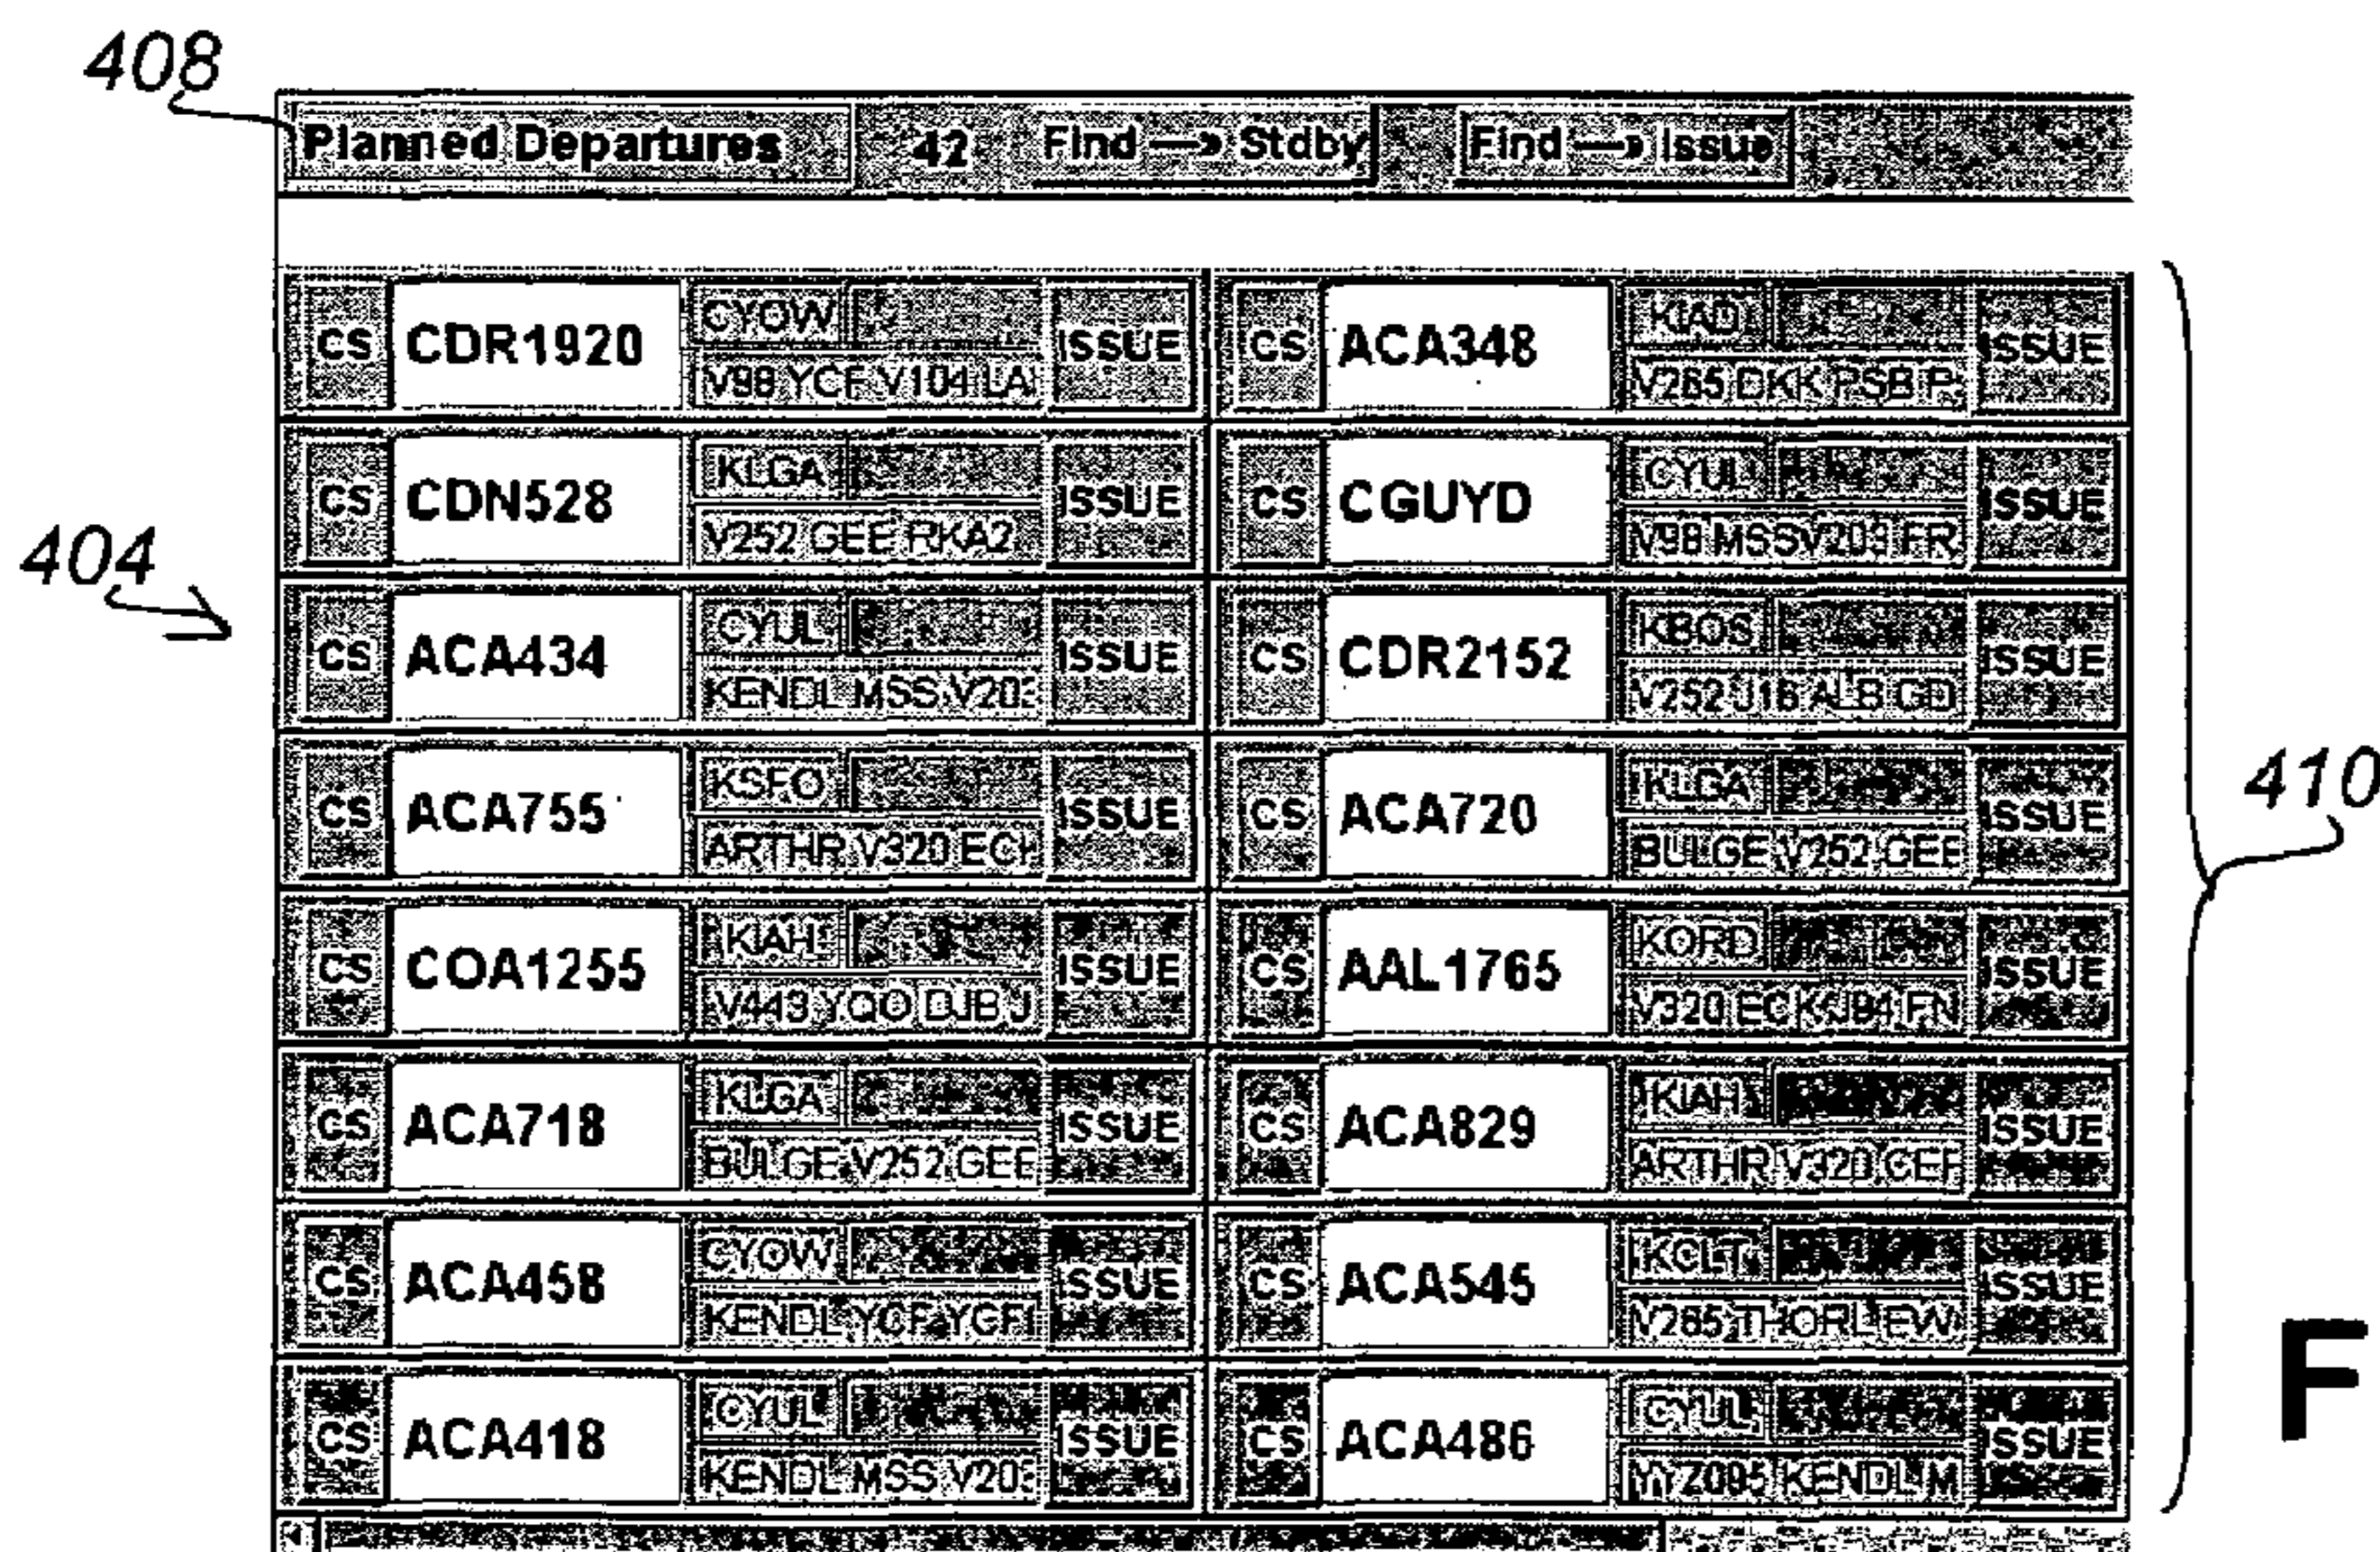 408
Planned Departures 42 Find → Stdby Find → Issue
CS CDR1920 CYOW ISSUE CS ACA348 KIAD ISSUE
V98 YCF V104 LA V265 DKK PSB P
CS CDN528 KLGA ISSUE CS CGUYD CYUL ISSUE
V252 GEE RKA2 V98 MSS V203 FR
404
CS ACA434 CYUL ISSUE CS CDR2152 KBOS ISSUE
KENDL MSS V203 V252 J16 ALB GD
CS ACA755 KSFO ISSUE CS ACA720 KLGA ISSUE
ARTHR V320 ECK BULGE V252 GEE
410
CS COA1255 KIAH ISSUE CS AAL1765 KORD ISSUE
V443 YQO DJB J V320 ECK J94 FN
CS ACA718 KLGA ISSUE CS ACA829 KIAH ISSUE
BULGE V252 GEE ARTHR V320
CS ACA458 CYOW ISSUE CS ACA545 KCLT ISSUE
KENDL YCF V265 THORL EW
F
CS ACA418 CYUL ISSUE CS ACA486 CYUL ISSUE
KENDL MSS V203 YYZ095 KENDL M